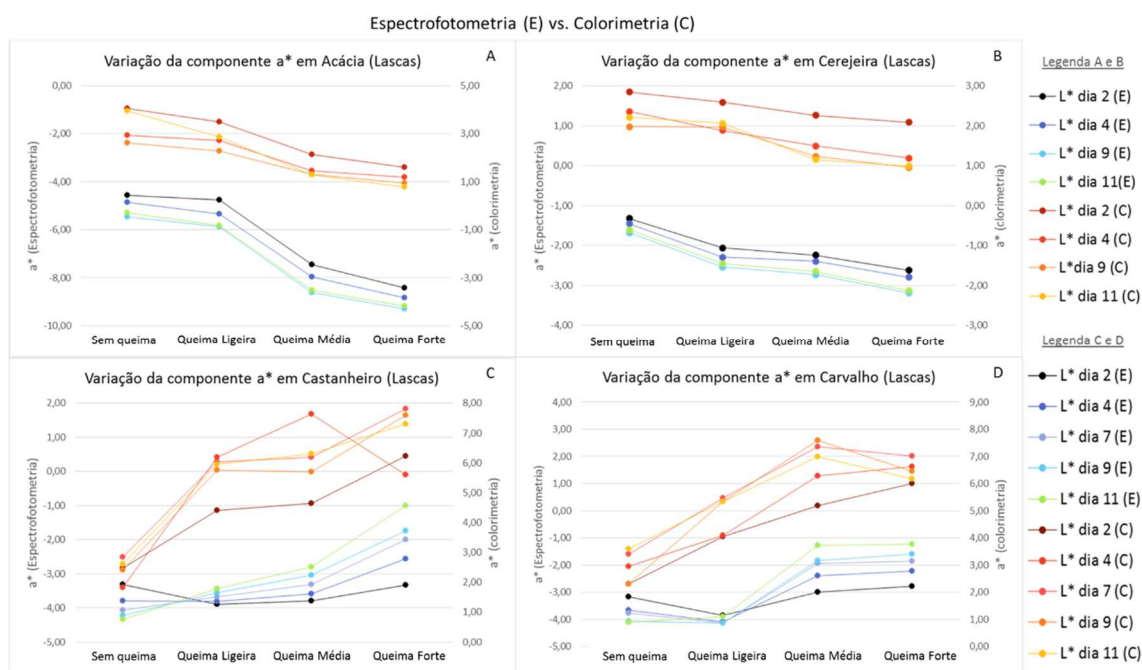 Espectrofotometria (E) vs. Colorimetria (C)
Variação da componente a* em Acácia (Lascas)
A
0,00
-2,00
-4,00
-6,00
-8,00
-10,00
a* (Espectrofotometria)
5,00
3,00
1,00
-1,00
-3,00
-5,00
a* (colorimetria)
Sem queima
Queima Ligeira
Queima Média
Queima Forte
Variação da componente a* em Cerejeira (Lascas)
B
2,00
1,00
0,00
-1,00
-2,00
-3,00
-4,00
a* (Espectrofotometria)
3,00
2,00
1,00
0,00
-1,00
-2,00
-3,00
a* (clorimetria)
Sem queima
Queima Ligeira
Queima Média
Queima Forte
Legenda A e B
L* dia 2 (E)
L* dia 4 (E)
L* dia 9 (E)
L* dia 11(E)
L* dia 2 (C)
L* dia 4 (C)
L*dia 9 (C)
L* dia 11 (C)
Variação da componente a* em Castanheiro (Lascas)
C
2,00
1,00
0,00
-1,00
-2,00
-3,00
-4,00
-5,00
a* (Espectrofotometria)
8,00
7,00
6,00
5,00
4,00
3,00
2,00
1,00
0,00
a* (colorimetria)
Sem queima
Queima Ligeira
Queima Média
Queima Forte
Variação da componente a* em Carvalho (Lascas)
D
4,00
3,00
2,00
1,00
0,00
-1,00
-2,00
-3,00
-4,00
-5,00
a* (Espectrofotometria)
9,00
8,00
7,00
6,00
5,00
4,00
3,00
2,00
1,00
0,00
a* (colorimetria)
Sem queima
Queima Ligeira
Queima Média
Queima Forte
Legenda C e D
L* dia 2 (E)
L* dia 4 (E)
L* dia 7 (E)
L* dia 9 (E)
L* dia 11 (E)
L* dia 2 (C)
L* dia 4 (C)
L* dia 7 (C)
L* dia 9 (C)
L* dia 11 (C)